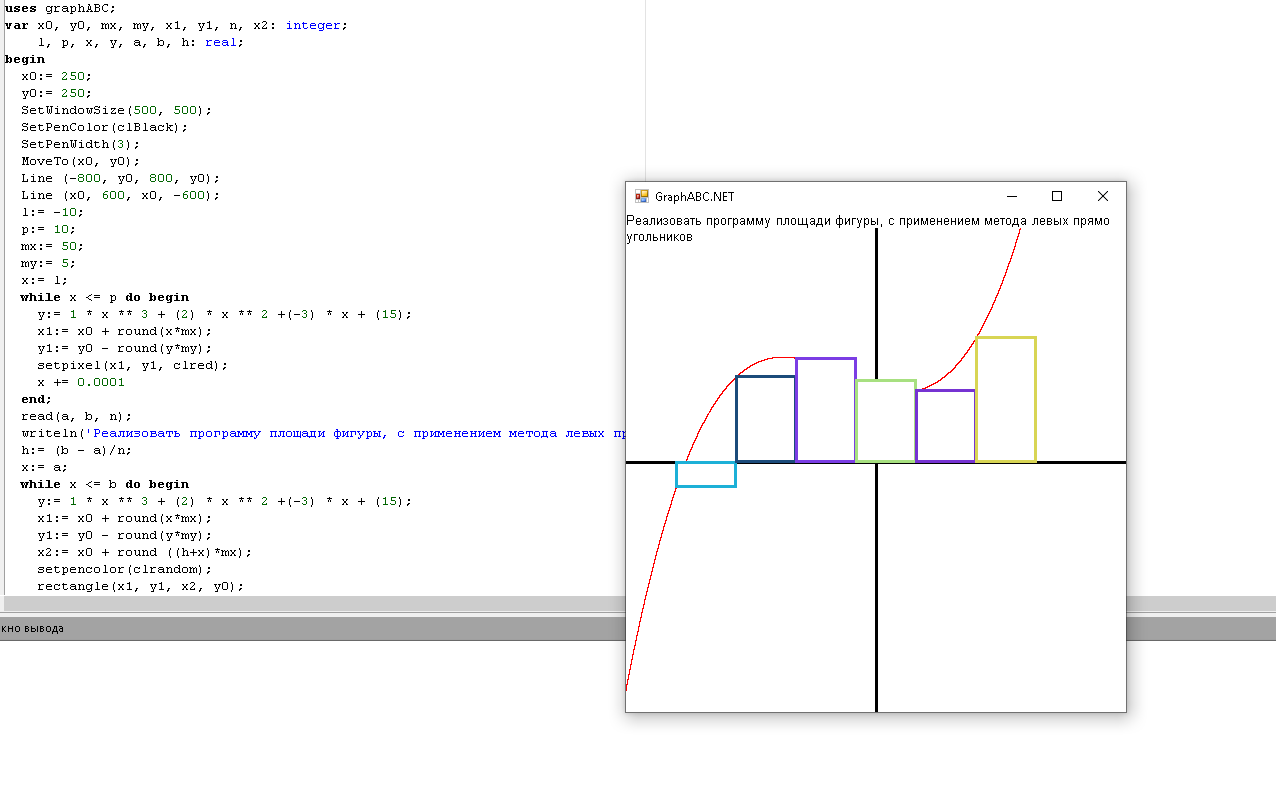 uses graphABC;
var x0, y0, mx, my, x1, y1, n, x2: integer;
l, p, x, y, a, b, h: real;
begin
x0:= 250;
y0:= 250;
SetWindowSize(500, 500);
SetPenColor(clBlack);
SetPenWidth(3);
MoveTo(x0, y0);
Line (-800, y0, 800, y0);
Line (x0, 600, x0, -600);
l:= -10;
p:= 10;
mx:= 50;
my:= 5;
x:= l;
while x <= p do begin
y:= 1 * x ** 3 + (2) * x ** 2 +(-3) * x + (15);
x1:= x0 + round(x*mx);
y1:= y0 - round(y*my);
setpixel(x1, y1, clred);
x += 0.0001
end;
read(a, b, n);
writeln('Реализовать программу площади фигуры, с применением метода левых пр
h:= (b - a)/n;
x:= a;
while x <= b do begin
y:= 1 * x ** 3 + (2) * x ** 2 +(-3) * x + (15);
x1:= x0 + round(x*mx);
y1:= y0 - round(y*my);
x2:= x0 + round ((h+x)*mx);
setpencolor(clrandom);
rectangle(x1, y1, x2, y0);
кно вывода
GraphABC.NET
Реализовать программу площади фигуры, с применением метода левых прямо
угольников